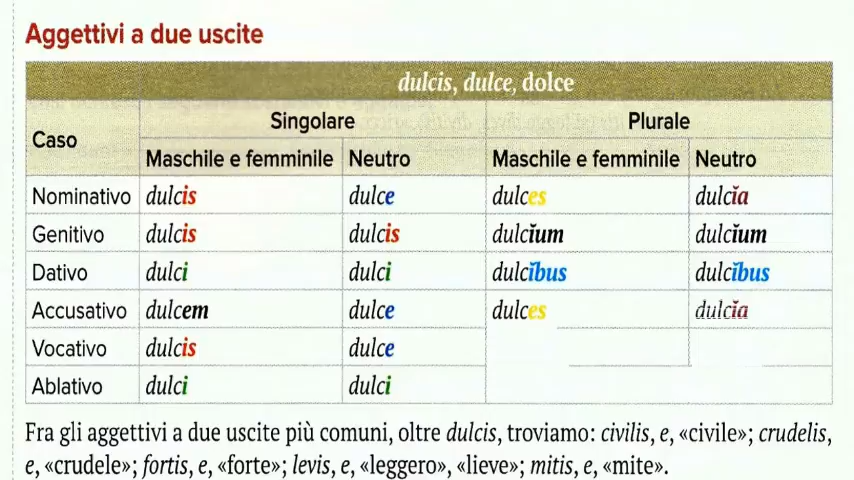 Aggettivi a due uscite
dulcis, dulce, dolce
Caso Singolare Plurale
Maschile e femminile Neutro Maschile e femminile Neutro
Nominativo dulcis dulce dulces dulcĭa
Genitivo dulcis dulcis dulcĭum dulcĭum
Dativo dulci dulci dulcĭbus dulcĭbus
Accusativo dulcem dulce dulces dulcĭa
Vocativo dulcis dulce
Ablativo dulci dulci
Fra gli aggettivi a due uscite più comuni, oltre dulcis, troviamo: civilis, e, «civile»; crudelis,
e, «crudele»; fortis, e, «forte»; levis, e, «leggero», «lieve»; mitis, e, «mite».